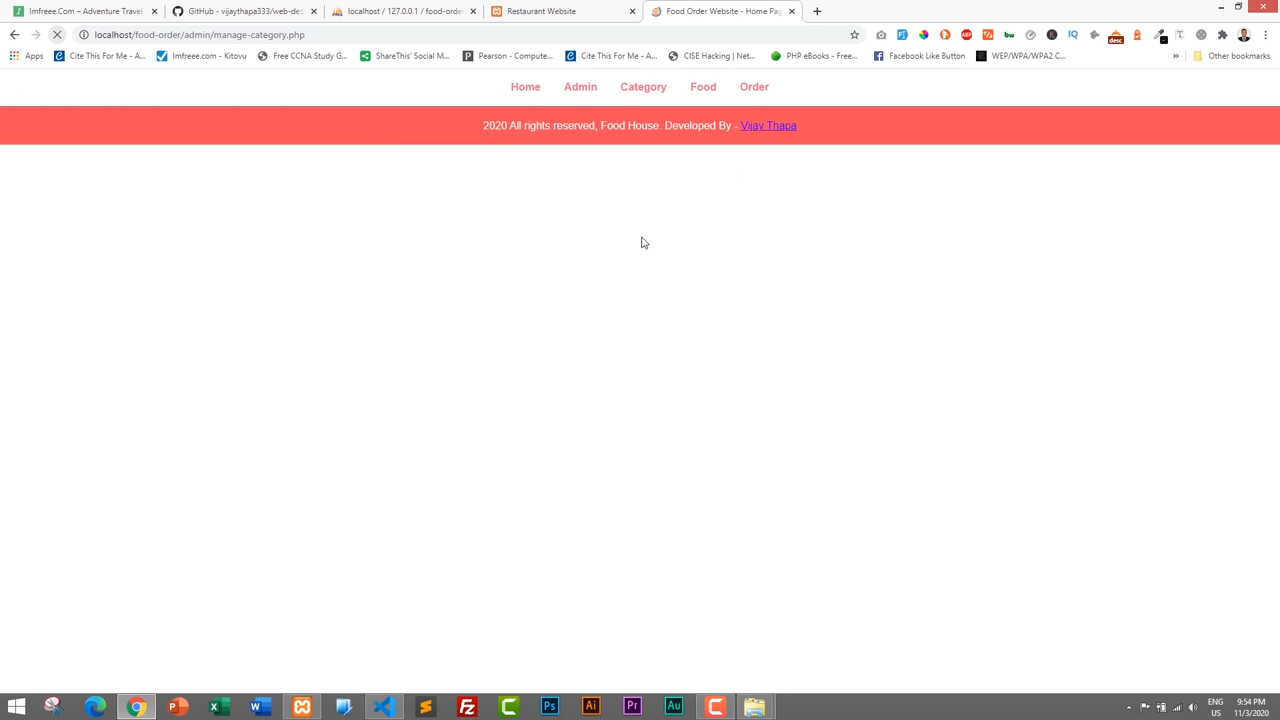 Imfreee.Com – Adventure Travel
GitHub - vijaythapa333/web-des
localhost / 127.0.0.1 / food-order
Restaurant Website
Food Order Website - Home Pag
localhost/food-order/admin/manage-category.php
Apps
Cite This For Me - A...
Imfreee.com - Kitovu
Free CCNA Study G...
ShareThis' Social M...
Pearson - Compute...
Cite This For Me - A...
CISE Hacking | Net...
PHP eBooks - Free...
Facebook Like Button
WEP/WPA/WPA2 C...
»
Other bookmarks
Home Admin Category Food Order
2020 All rights reserved, Food House. Developed By - Vijay Thapa
ENG
US
9:54 PM
11/3/2020